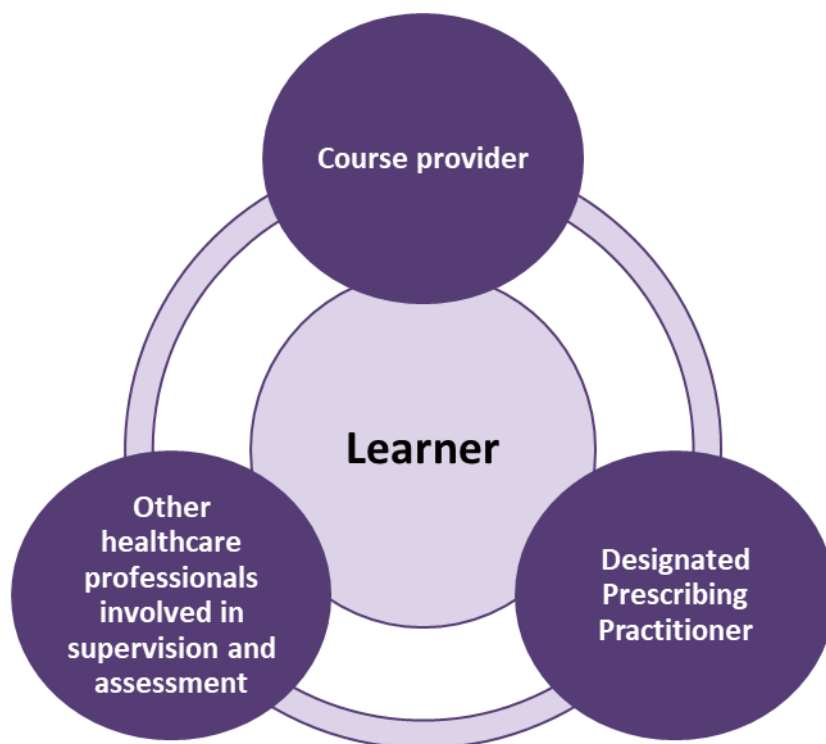 Course provider
Learner
Other
healthcare
professionals
involved in
supervision and
assessment
Designated
Prescribing
Practitioner